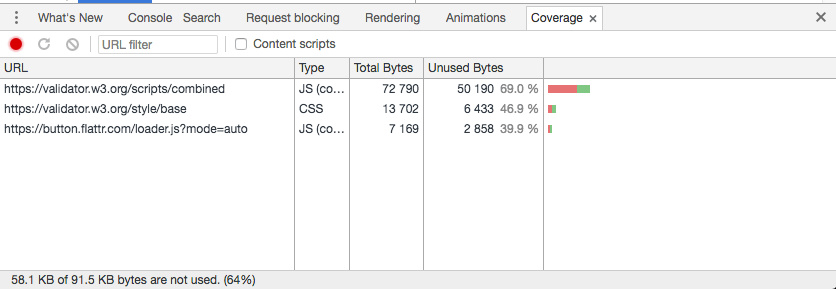 What's New Console Search Request blocking Rendering Animations Coverage ×
URL filter Content scripts
URL Type Total Bytes Unused Bytes
https://validator.w3.org/scripts/combined JS (co… 72 790 50 190 69.0 %
https://validator.w3.org/style/base CSS 13 702 6 433 46.9 %
https://button.flattr.com/loader.js?mode=auto JS (co… 7 169 2 858 39.9 %
58.1 KB of 91.5 KB bytes are not used. (64%)